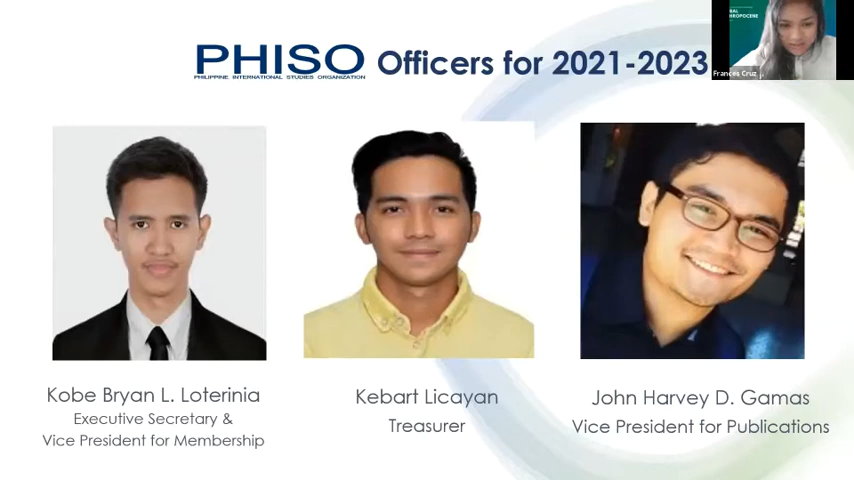 PHISO Officers for 2021-2023
PHILIPPINE INTERNATIONAL STUDIES ORGANIZATION
Frances Cruz
Kobe Bryan L. Loterinia
Executive Secretary &
Vice President for Membership
Kebart Licayan
Treasurer
John Harvey D. Gamas
Vice President for Publications